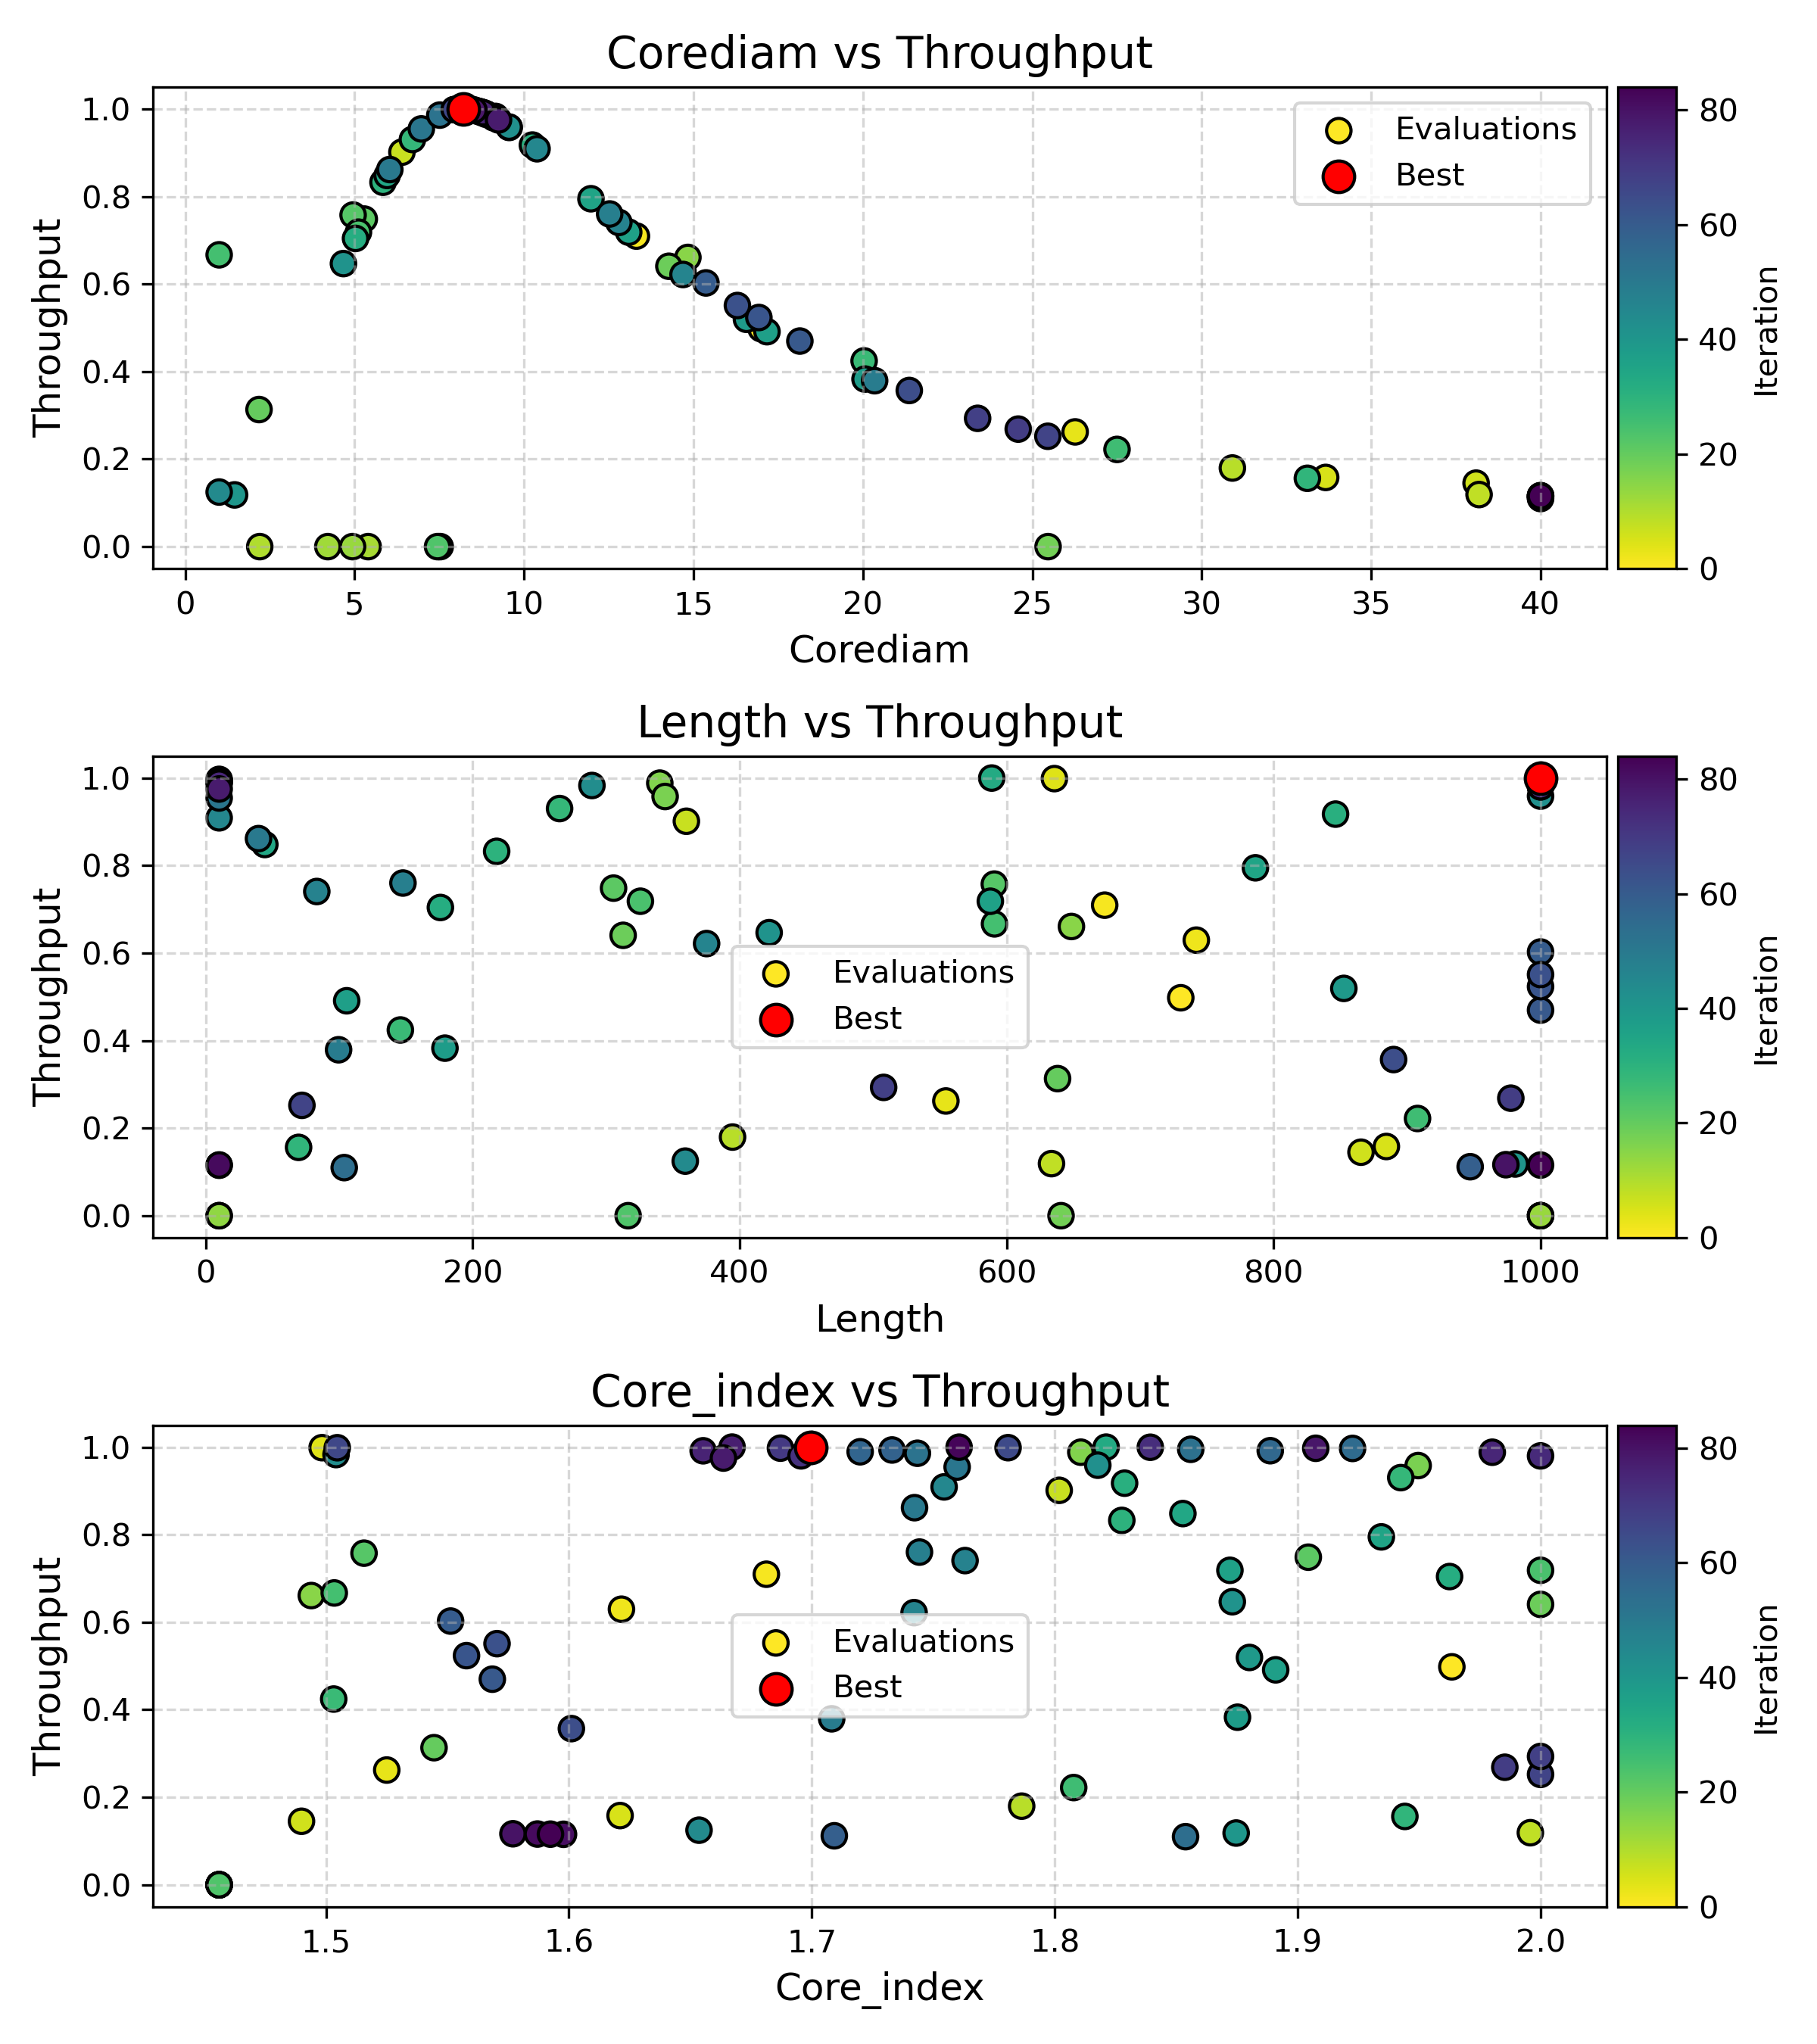 Corediam vs Throughput
Throughput
1.0
0.8
0.6
0.4
0.2
0.0
0 5 10 15 20 25 30 35 40
Corediam
Evaluations
Best
80
60
40
20
0
Iteration
Length vs Throughput
Throughput
1.0
0.8
0.6
0.4
0.2
0.0
0 200 400 600 800 1000
Length
Evaluations
Best
80
60
40
20
0
Iteration
Core_index vs Throughput
Throughput
1.0
0.8
0.6
0.4
0.2
0.0
1.5 1.6 1.7 1.8 1.9 2.0
Core_index
Evaluations
Best
80
60
40
20
0
Iteration